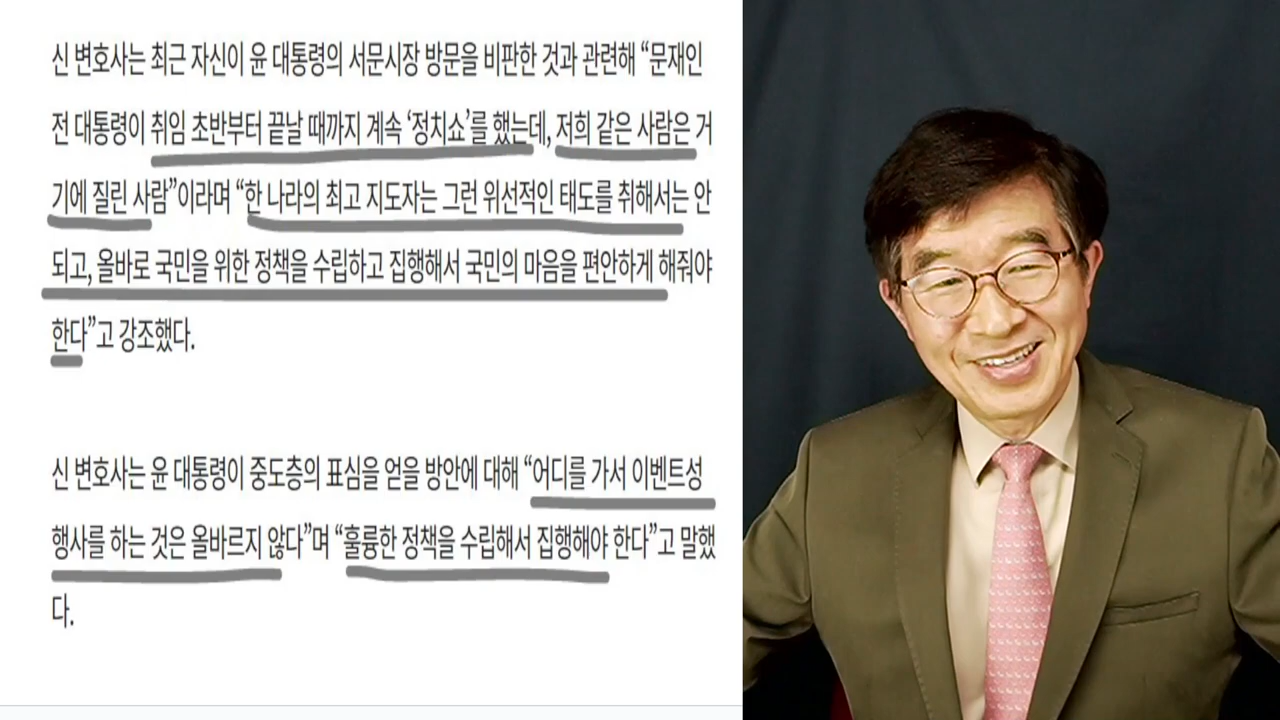 신 변호사는 최근 자신이 윤 대통령의 서문시장 방문을 비판한 것과 관련해 “문재인
전 대통령이 취임 초반부터 끝날 때까지 계속 ‘정치쇼’를 했는데, 저희 같은 사람은 거
기에 질린 사람”이라며 “한 나라의 최고 지도자는 그런 위선적인 태도를 취해서는 안
되고, 올바로 국민을 위한 정책을 수립하고 집행해서 국민의 마음을 편안하게 해줘야
한다”고 강조했다.
신 변호사는 윤 대통령이 중도층의 표심을 얻을 방안에 대해 “어디를 가서 이벤트성
행사를 하는 것은 올바르지 않다”며 “훌륭한 정책을 수립해서 집행해야 한다”고 말했
다.